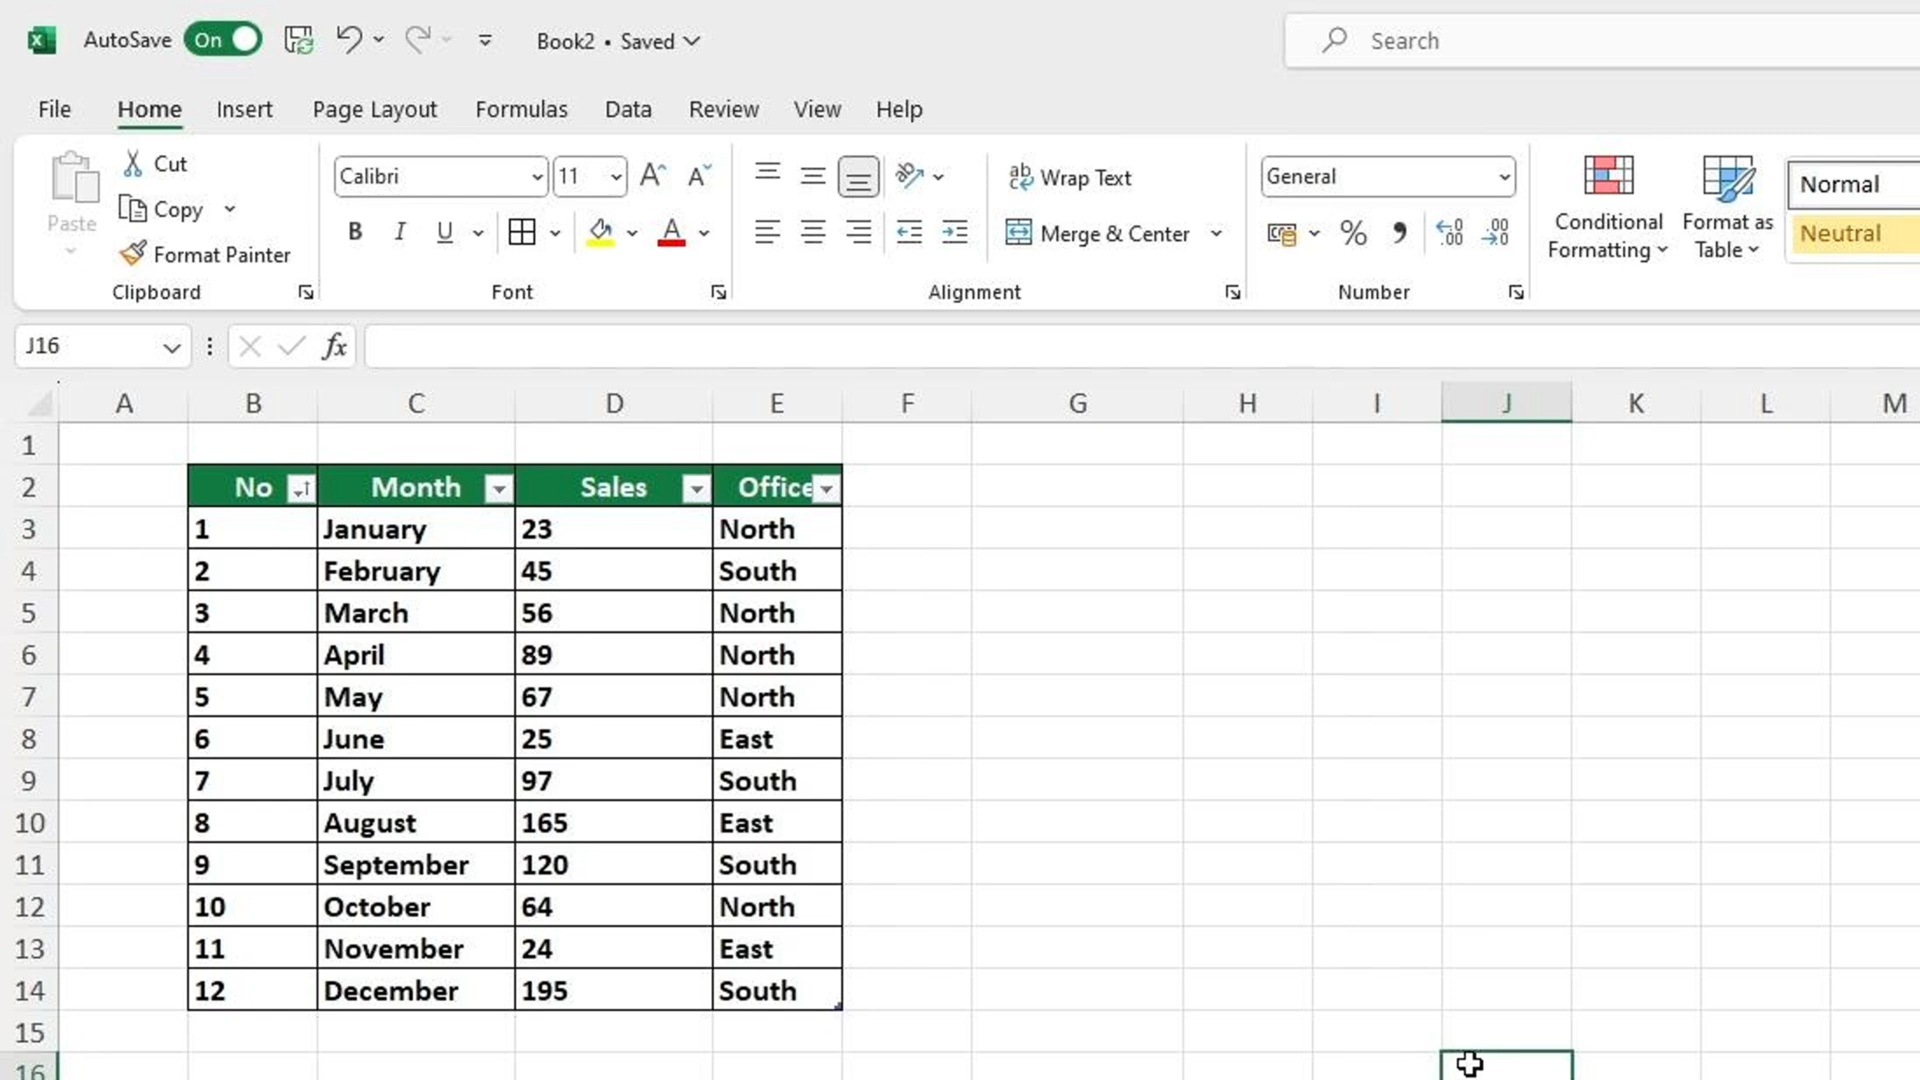 AutoSave On Book2 • Saved Search
File Home Insert Page Layout Formulas Data Review View Help
Paste Cut Copy Format Painter Clipboard
Calibri 11 B I U A Font
Wrap Text Merge & Center Alignment
General % Number
Conditional Formatting Format as Table Normal Neutral
J16 fx
A B C D E F G H I J K L M
1
2 No Month Sales Office
3 1 January 23 North
4 2 February 45 South
5 3 March 56 North
6 4 April 89 North
7 5 May 67 North
8 6 June 25 East
9 7 July 97 South
10 8 August 165 East
11 9 September 120 South
12 10 October 64 North
13 11 November 24 East
14 12 December 195 South
15
16